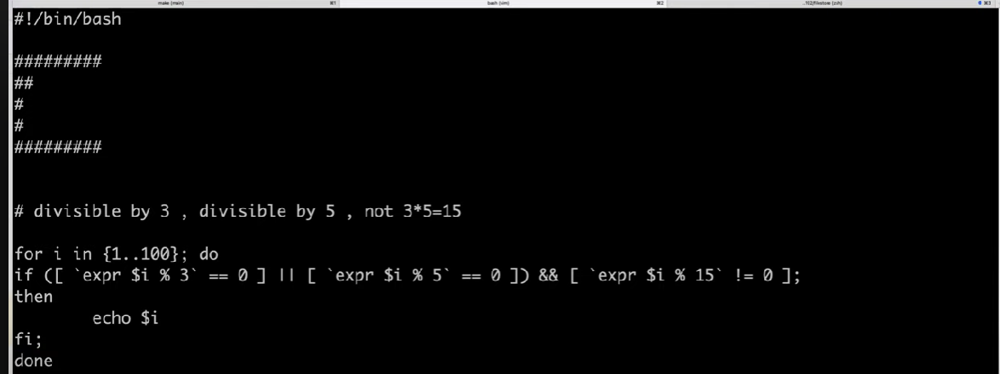 make (main) ⌘1 bash (vim) ⌘2 ..152/filestore (zsh) ⌘3
#!/bin/bash
#########
##
#
#
#########
# divisible by 3 , divisible by 5 , not 3*5=15
for i in {1..100}; do
if ([ `expr $i % 3` == 0 ] || [ `expr $i % 5` == 0 ]) && [ `expr $i % 15` != 0 ];
then
echo $i
fi;
done